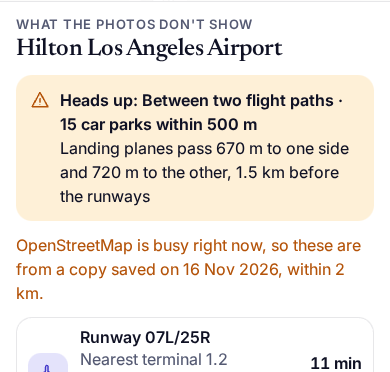 WHAT THE PHOTOS DON'T SHOW
Hilton Los Angeles Airport
Heads up: Between two flight paths ·
15 car parks within 500 m
Landing planes pass 670 m to one side
and 720 m to the other, 1.5 km before
the runways
OpenStreetMap is busy right now, so these are
from a copy saved on 16 Nov 2026, within 2
km.
Runway 07L/25R
Nearest terminal 1.2
11 min